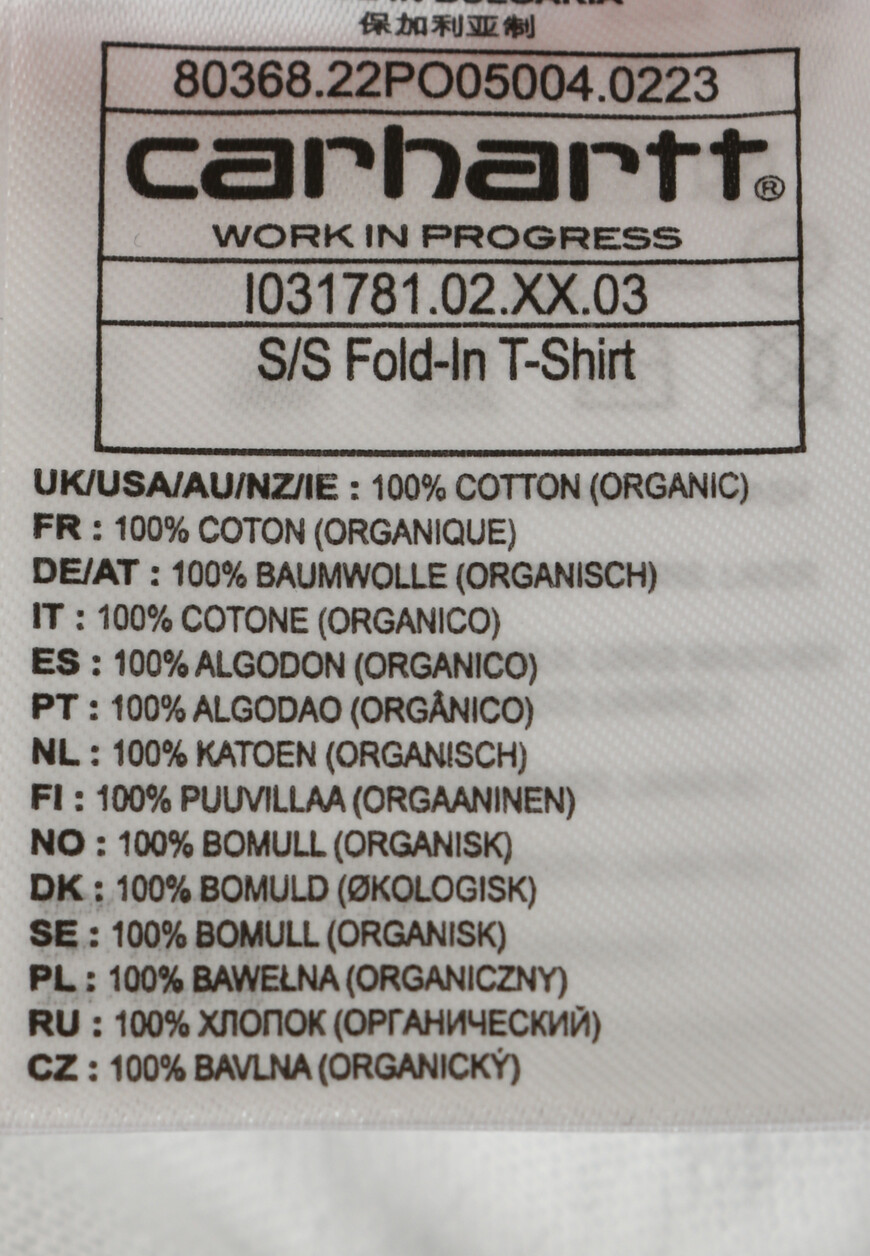 保加利亚制
80368.22PO05004.0223
carhartt®
WORK IN PROGRESS
I031781.02.XX.03
S/S Fold-In T-Shirt
UK/USA/AU/NZ/IE : 100% COTTON (ORGANIC)
FR : 100% COTON (ORGANIQUE)
DE/AT : 100% BAUMWOLLE (ORGANISCH)
IT : 100% COTONE (ORGANICO)
ES : 100% ALGODON (ORGANICO)
PT : 100% ALGODAO (ORGÂNICO)
NL : 100% KATOEN (ORGANISCH)
FI : 100% PUUVILLAA (ORGAANINEN)
NO : 100% BOMULL (ORGANISK)
DK : 100% BOMULD (ØKOLOGISK)
SE : 100% BOMULL (ORGANISK)
PL : 100% BAWEŁNA (ORGANICZNY)
RU : 100% ХЛОПОК (ОРГАНИЧЕСКИЙ)
CZ : 100% BAVLNA (ORGANICKÝ)